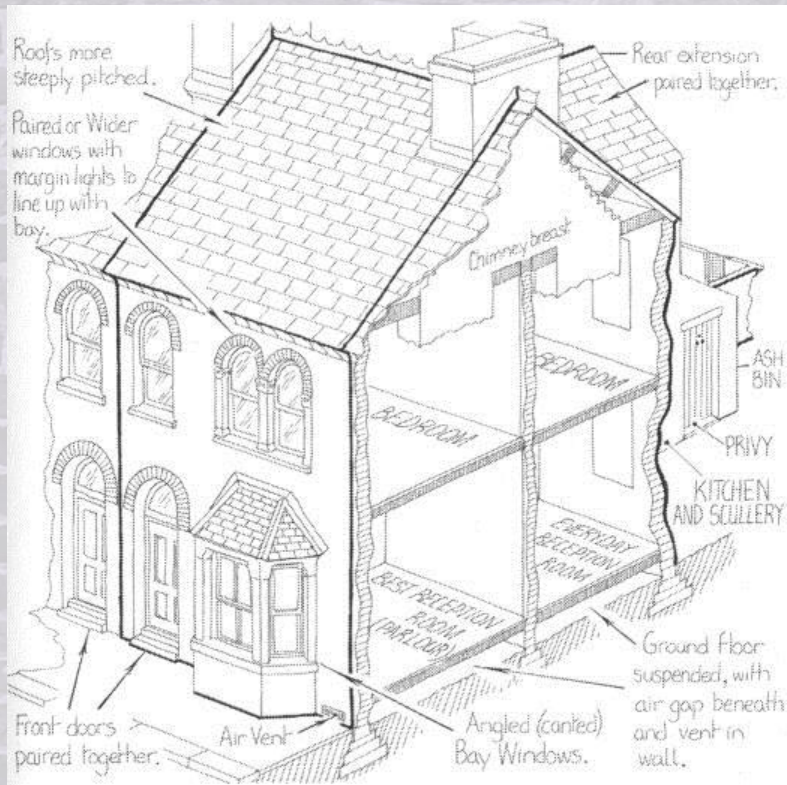 Roofs more
steeply pitched.
Paired or Wider
windows with
margin lights to
line up with
bay.
Rear extension
paired together.
Chimney breast
BEDROOM
BEDROOM
ASH
BIN
PRIVY
KITCHEN
AND SCULLERY
EVERYDAY
RECEPTION
ROOM
BEST RECEPTION
ROOM
(PARLOUR)
Front doors
paired together.
Air Vent
Angled (canted)
Bay Windows.
Ground floor
suspended, with
air gap beneath
and vent in
wall.